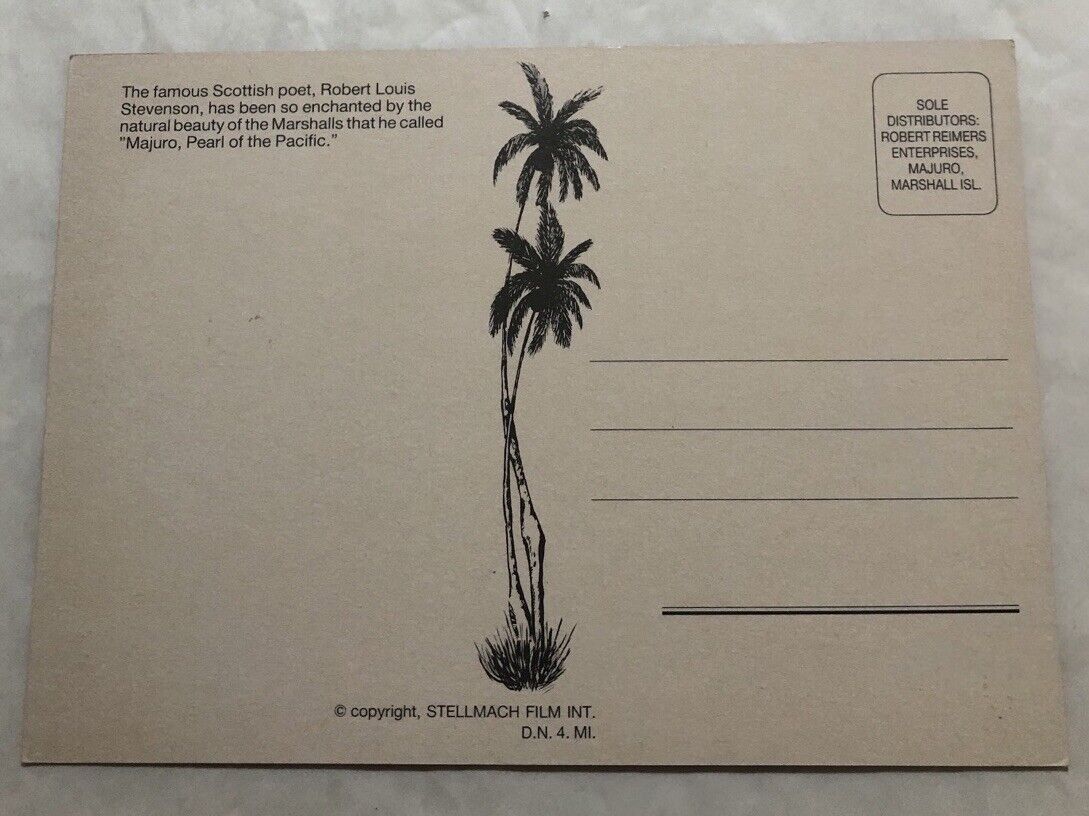 The famous Scottish poet, Robert Louis
Stevenson, has been so enchanted by the
natural beauty of the Marshalls that he called
"Majuro, Pearl of the Pacific."
SOLE
DISTRIBUTORS:
ROBERT REIMERS
ENTERPRISES,
MAJURO,
MARSHALL ISL.
© copyright, STELLMACH FILM INT.
D.N. 4. MI.